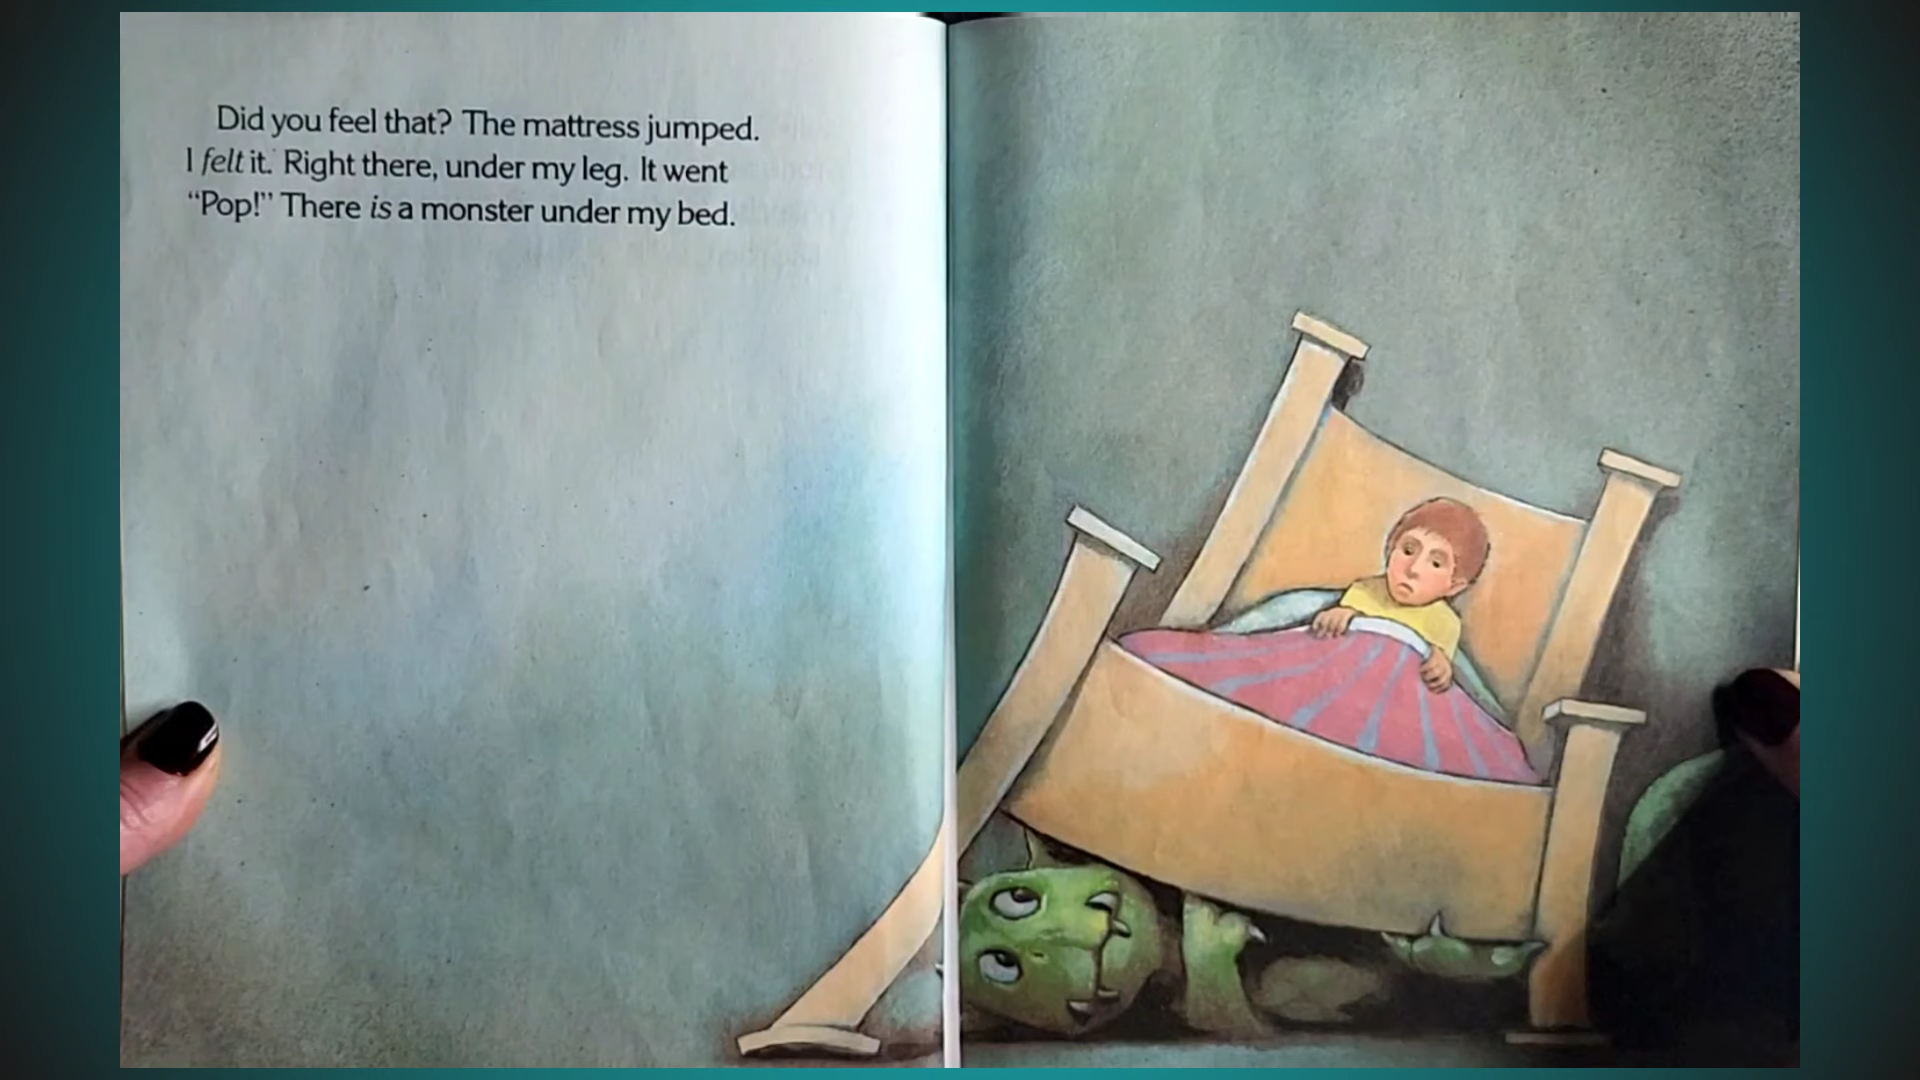 Did you feel that? The mattress jumped.
I felt it. Right there, under my leg. It went
“Pop!” There is a monster under my bed.